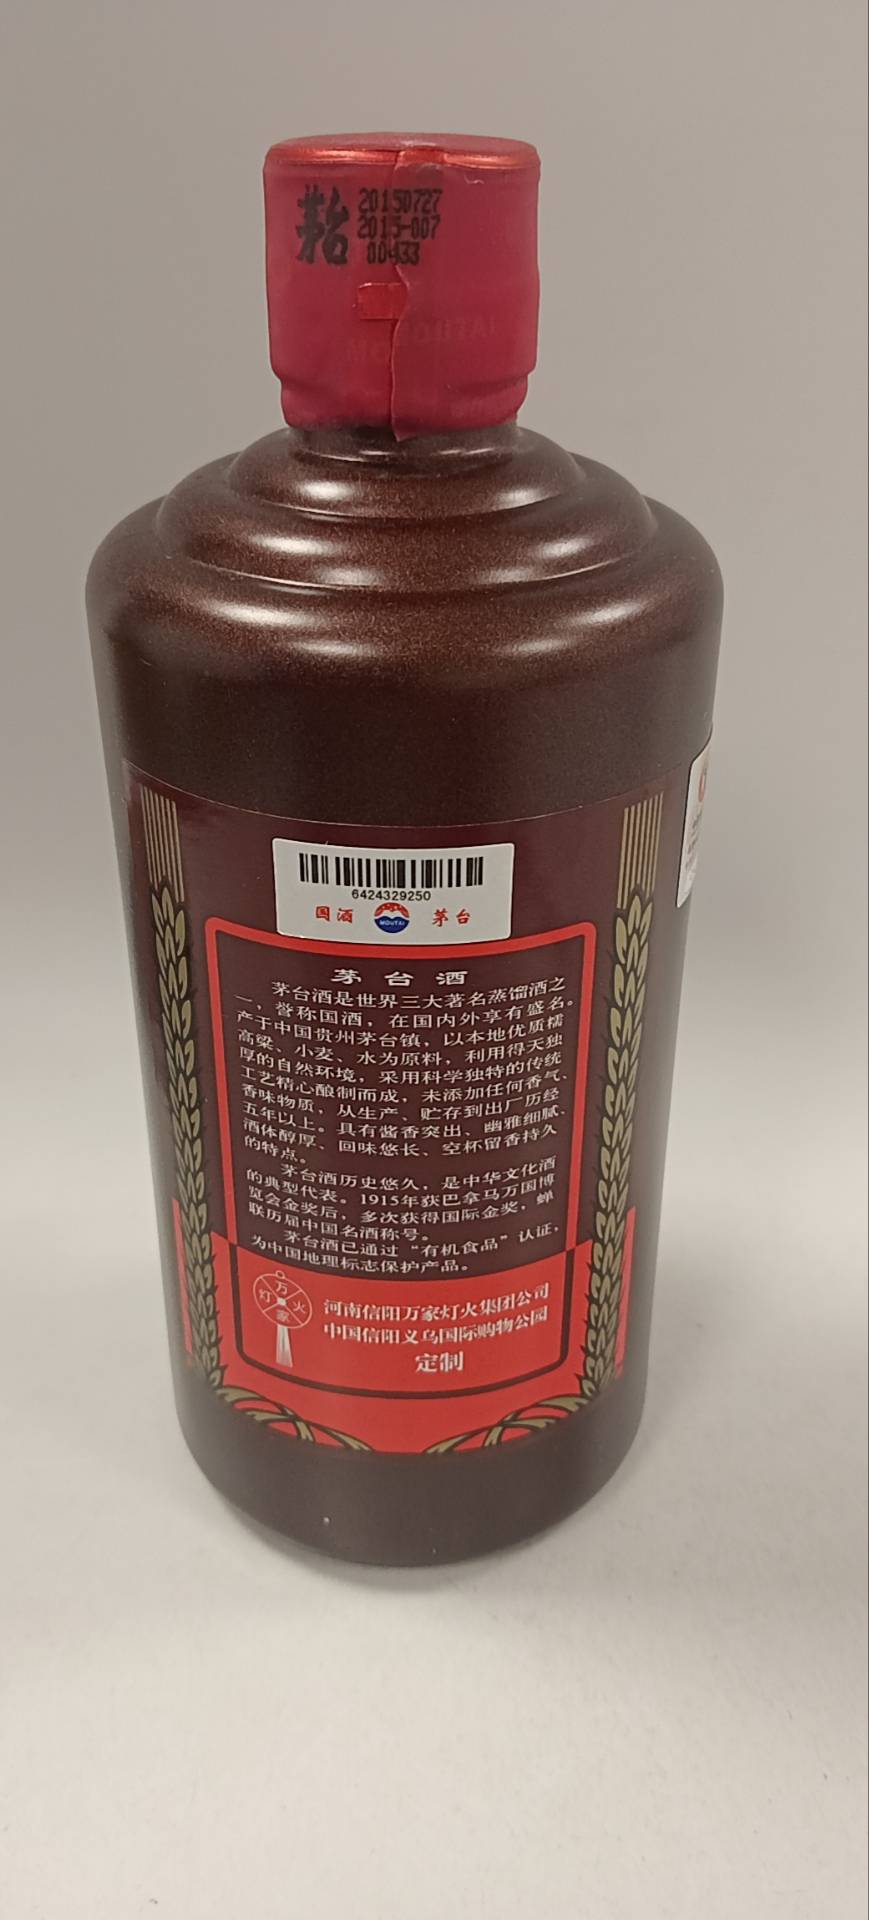 茅台
20150727
2015-007
00433
MOUTAI
6424329250
国酒 MOUTAI 茅台
茅台酒
茅台酒是世界三大著名蒸馏酒之
一，誉称国酒，在国内外享有盛名。
产于中国贵州茅台镇，以本地优质糯
高粱、小麦、水为原料，利用得天独
厚的自然环境，采用科学独特的传统
工艺精心酿制而成，未添加任何香气、
香味物质，从生产、贮存到出厂历经
五年以上。具有酱香突出、幽雅细腻、
酒体醇厚、回味悠长、空杯留香持久
的特点。
茅台酒历史悠久，是中华文化酒
的典型代表。1915年获巴拿马万国博
览会金奖后，多次获得国际金奖，蝉
联历届中国名酒称号。
茅台酒已通过“有机食品”认证，
为中国地理标志保护产品。
万
灯 火
家
河南信阳万家灯火集团公司
中国信阳义乌国际购物公园
定制